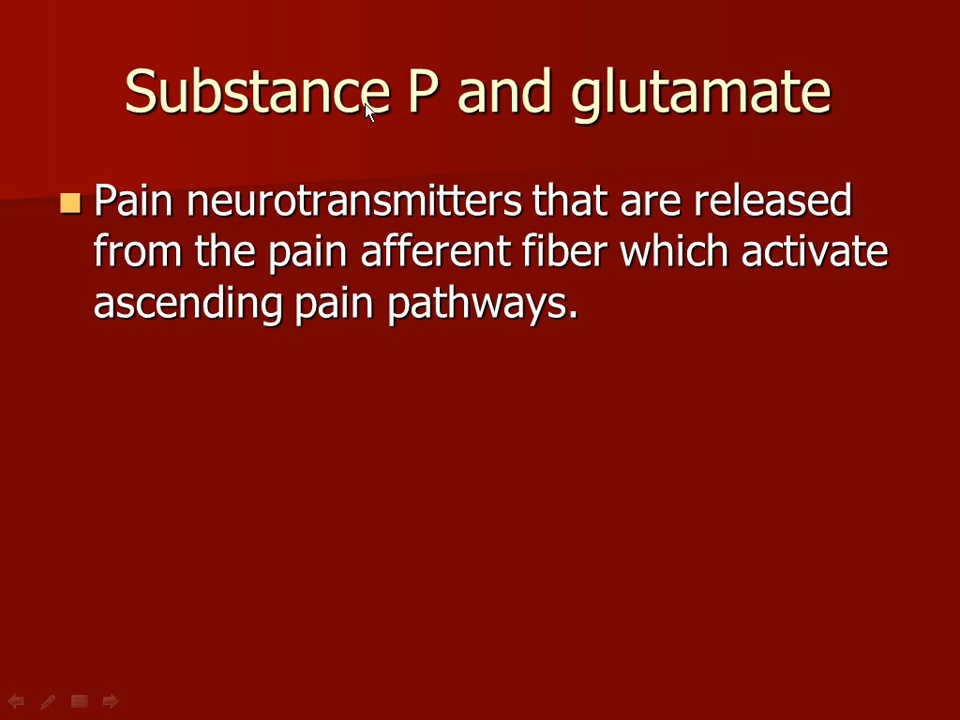 Substance P and glutamate
Pain neurotransmitters that are released
from the pain afferent fiber which activate
ascending pain pathways.